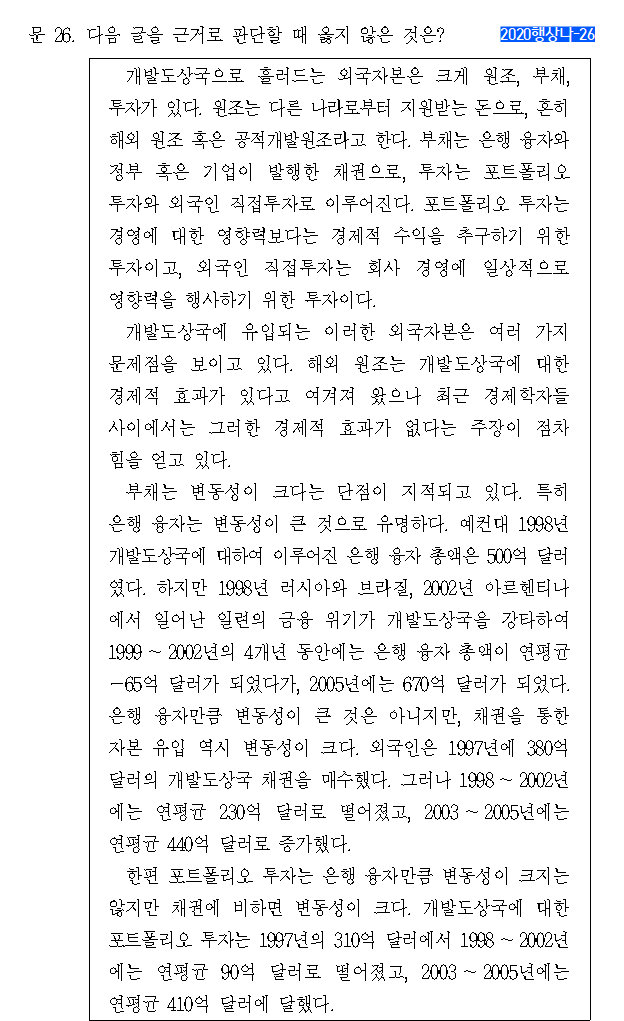 문 26. 다음 글을 근거로 판단할 때 옳지 않은 것은?
2020행상나-26
개발도상국으로 흘러드는 외국자본은 크게 원조, 부채,
투자가 있다. 원조는 다른 나라로부터 지원받는 돈으로, 흔히
해외 원조 혹은 공적개발원조라고 한다. 부채는 은행 융자와
정부 혹은 기업이 발행한 채권으로, 투자는 포트폴리오
투자와 외국인 직접투자로 이루어진다. 포트폴리오 투자는
경영에 대한 영향력보다는 경제적 수익을 추구하기 위한
투자이고, 외국인 직접투자는 회사 경영에 일상적으로
영향력을 행사하기 위한 투자이다.
개발도상국에 유입되는 이러한 외국자본은 여러 가지
문제점을 보이고 있다. 해외 원조는 개발도상국에 대한
경제적 효과가 있다고 여겨져 왔으나 최근 경제학자들
사이에서는 그러한 경제적 효과가 없다는 주장이 점차
힘을 얻고 있다.
부채는 변동성이 크다는 단점이 지적되고 있다. 특히
은행 융자는 변동성이 큰 것으로 유명하다. 예컨대 1998년
개발도상국에 대하여 이루어진 은행 융자 총액은 500억 달러
였다. 하지만 1998년 러시아와 브라질, 2002년 아르헨티나
에서 일어난 일련의 금융 위기가 개발도상국을 강타하여
1999 ~ 2002년의 4개년 동안에는 은행 융자 총액이 연평균
-65억 달러가 되었다가, 2005년에는 670억 달러가 되었다.
은행 융자만큼 변동성이 큰 것은 아니지만, 채권을 통한
자본 유입 역시 변동성이 크다. 외국인은 1997년에 380억
달러의 개발도상국 채권을 매수했다. 그러나 1998 ~ 2002년
에는 연평균 230억 달러로 떨어졌고, 2003 ~ 2005년에는
연평균 440억 달러로 증가했다.
한편 포트폴리오 투자는 은행 융자만큼 변동성이 크지는
않지만 채권에 비하면 변동성이 크다. 개발도상국에 대한
포트폴리오 투자는 1997년의 310억 달러에서 1998 ~ 2002년
에는 연평균 90억 달러로 떨어졌고, 2003 ~ 2005년에는
연평균 410억 달러에 달했다.